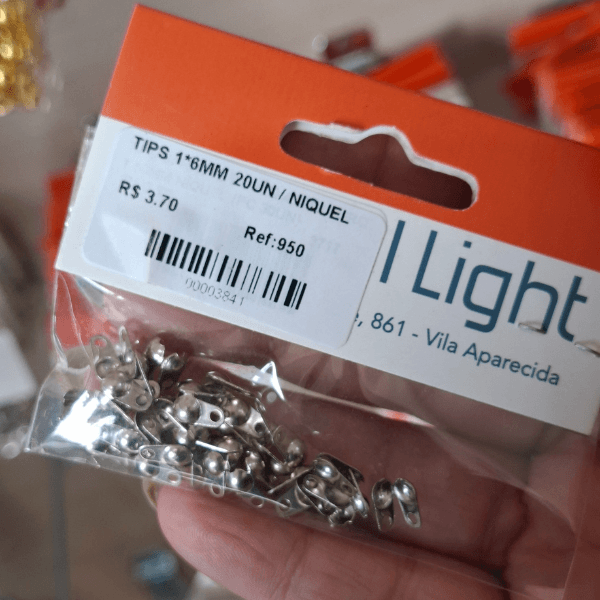 TIPS 1*6MM 20UN / NIQUEL
R$ 3.70
Ref:950
00003841
l Light
, 861 - Vila Aparecida